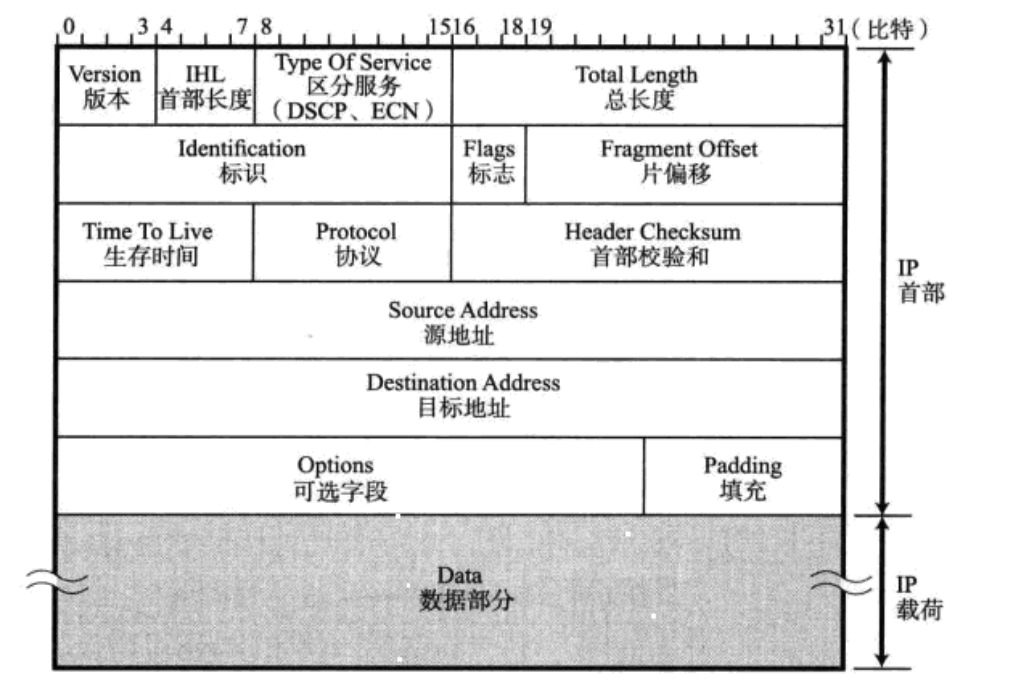 0 3 4 7 8 15 16 18 19 31 (比特)
Version
版本
IHL
首部长度
Type Of Service
区分服务
(DSCP、ECN)
Total Length
总长度
Identification
标识
Flags
标志
Fragment Offset
片偏移
Time To Live
生存时间
Protocol
协议
Header Checksum
首部校验和
IP
首部
Source Address
源地址
Destination Address
目标地址
Options
可选字段
Padding
填充
Data
数据部分
IP
载荷